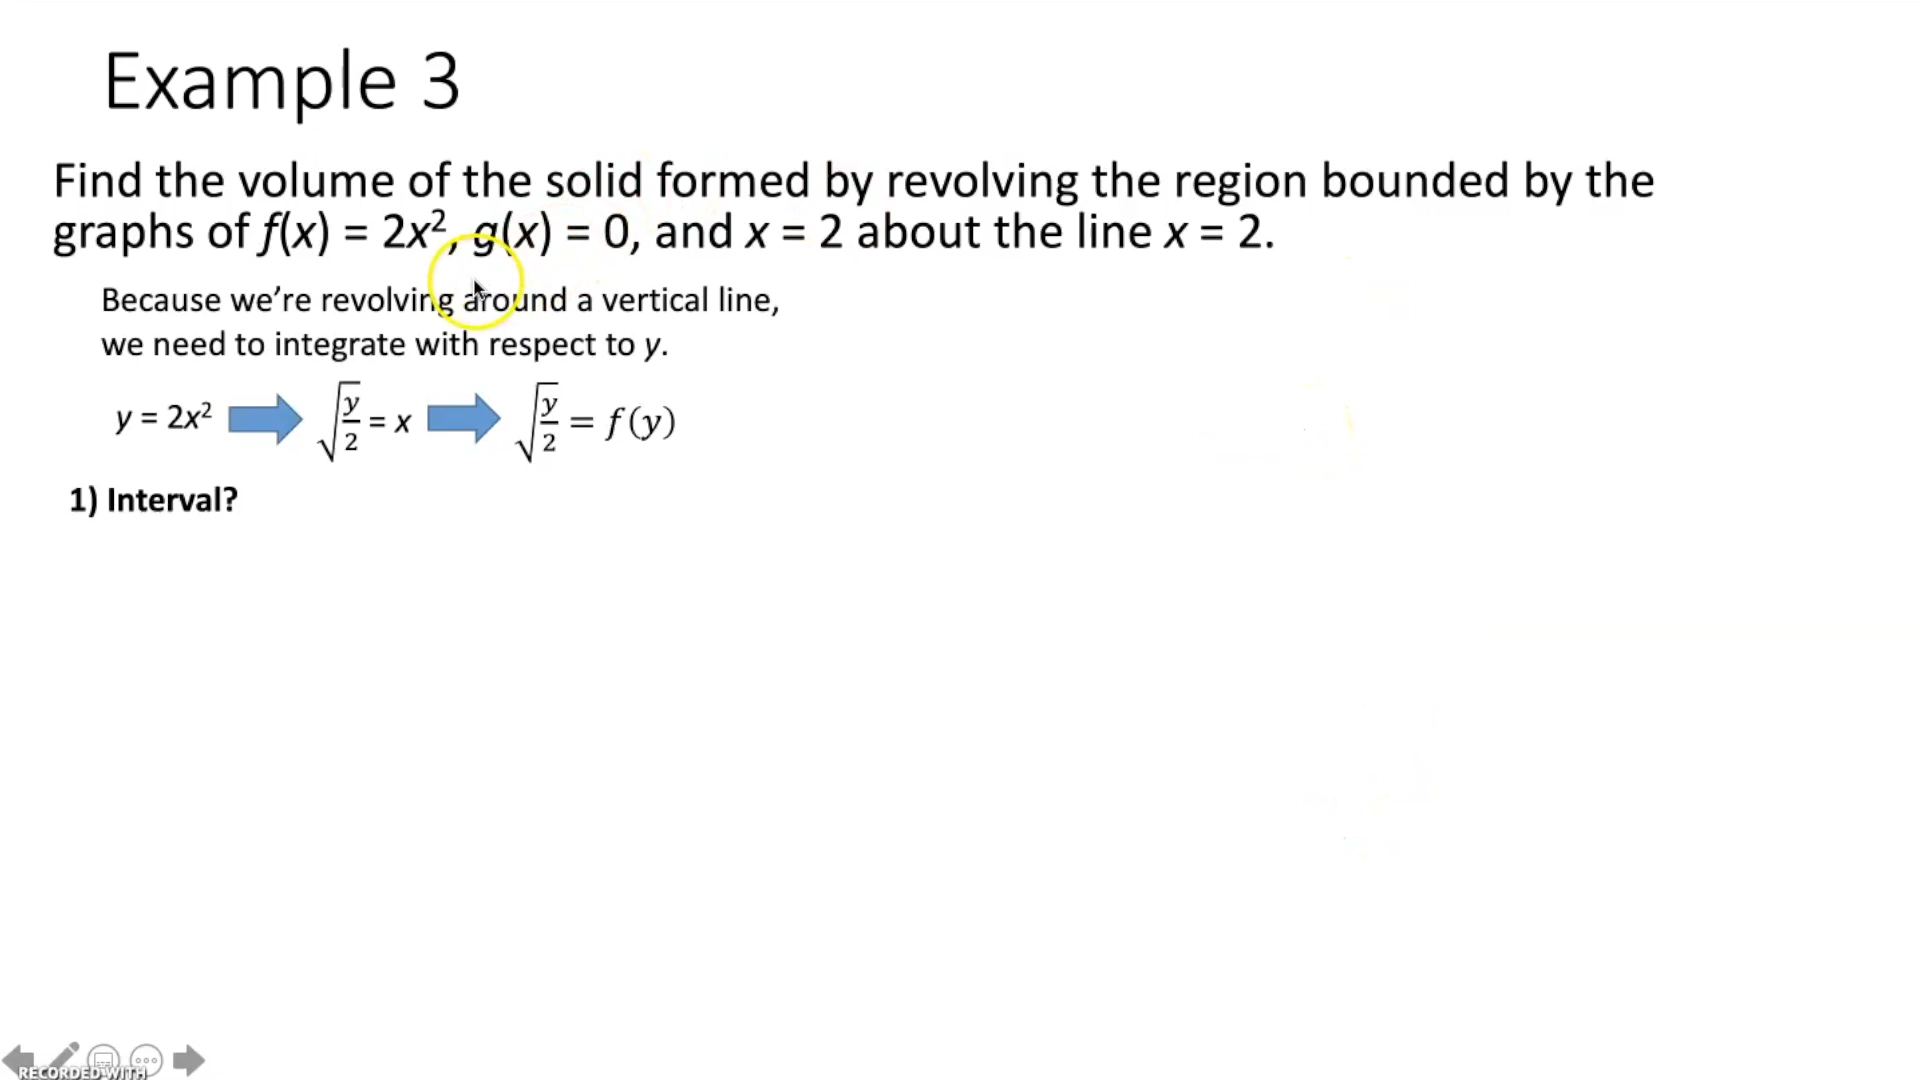 Example 3
Find the volume of the solid formed by revolving the region bounded by the
graphs of f(x) = 2x², g(x) = 0, and x = 2 about the line x = 2.
Because we’re revolving around a vertical line,
we need to integrate with respect to y.
y = 2x² √(y/2) = x √(y/2) = f(y)
1) Interval?
RECORDED WITH